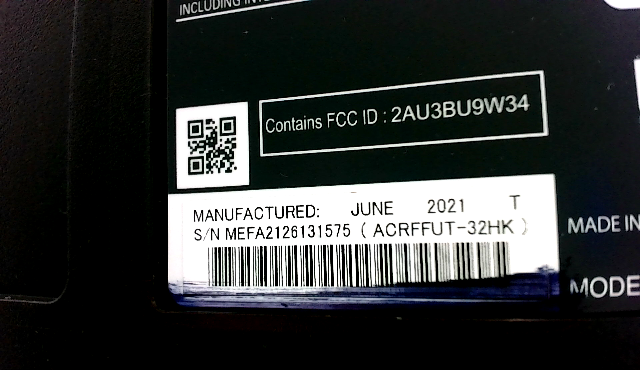 INCLUDING
Contains FCC ID : 2AU3BU9W34
MANUFACTURED: JUNE 2021 T
S/N MEFA2126131575 ( ACRFFUT-32HK )
MADE IN
MODE